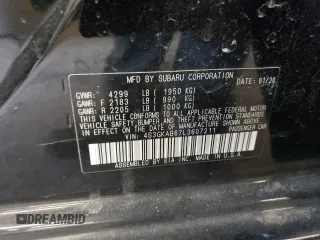 MFD. BY SUBARU CORPORATION DATE: 01/20
GVWR: 4299 LB ( 1950 KG)
GAWR: F 2183 LB ( 990 KG)
GAWR: R 2205 LB ( 1000 KG)
THIS VEHICLE CONFORMS TO ALL APPLICABLE FEDERAL MOTOR
VEHICLE SAFETY, BUMPER, AND THEFT PREVENTION STANDARDS
IN EFFECT ON THE DATE OF MANUFACTURE SHOWN ABOVE.
VIN: 4S3GKAB67L3607211
ASSEMBLED BY SIA, INC. MADE IN U.S.A.
DREAMBID